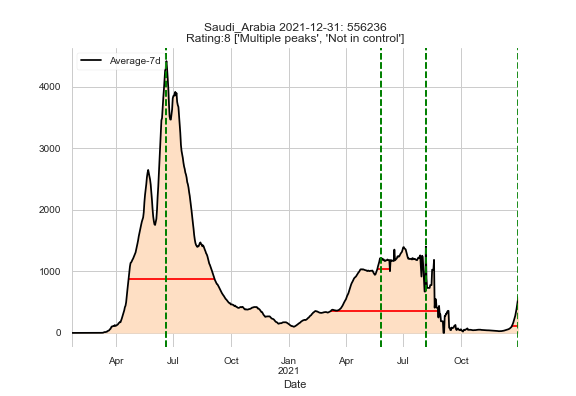 Saudi_Arabia 2021-12-31: 556236
Rating:8 ['Multiple peaks', 'Not in control']
Average-7d
4000
3000
2000
1000
0
Apr
Jul
Oct
Jan
2021
Apr
Jul
Oct
Date